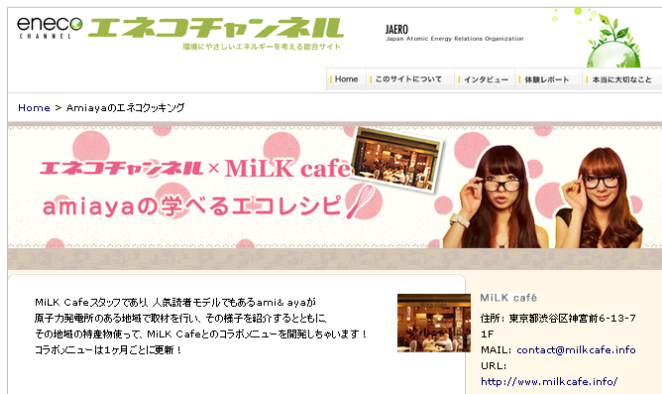 eneco
CHANNEL
エネコチャンネル
環境にやさしいエネルギーを考える総合サイト
JAERO
Japan Atomic Energy Relations Organization
Home
このサイトについて
インタビュー
体験レポート
本当に大切なこと
Home > Amiayaのエネコクッキング
エネコチャンネル×MiLK cafe
amiayaの学べるエコレシピ
MiLK Cafeスタッフであり、人気読者モデルでもあるami& ayaが
原子力発電所のある地域で取材を行い、その様子を紹介するとともに、
その地域の特産物使って、MiLK Cafeとのコラボメニューを開発しちゃいます！
コラボメニューは1ヶ月ごとに更新！
MiLK café
住所: 東京都渋谷区神宮前6-13-7
1F
MAIL: contact@milkcafe.info
URL:
http://www.milkcafe.info/